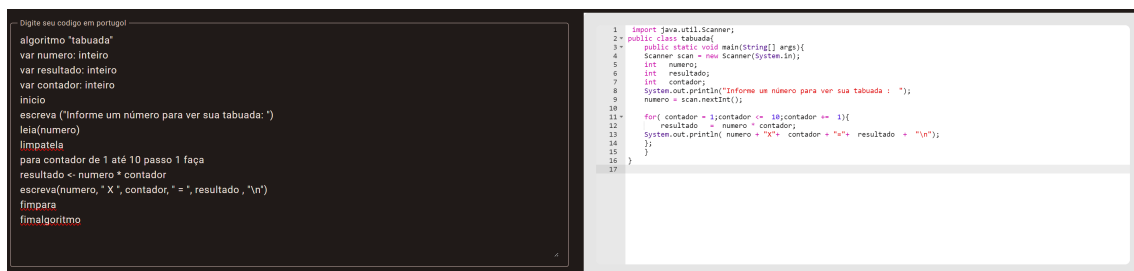 Digite seu codigo em portugol
algoritmo "tabuada"
var numero: inteiro
var resultado: inteiro
var contador: inteiro
inicio
escreva ("Informe um número para ver sua tabuada: ")
leia(numero)
limpatela
para contador de 1 até 10 passo 1 faça
resultado <- numero * contador
escreva(numero, " X ", contador, " = ", resultado , "\n")
fimpara
fimalgoritmo
1 import java.util.Scanner;
2 public class tabuada{
3 public static void main(String[] args){
4 Scanner scan = new Scanner(System.in);
5 int numero;
6 int resultado;
7 int contador;
8 System.out.println("Informe um número para ver sua tabuada : ");
9 numero = scan.nextInt();
10
11 for( contador = 1;contador <= 10;contador += 1){
12 resultado = numero * contador;
13 System.out.println( numero + "X"+ contador + "="+ resultado + "\n");
14 };
15 }
16 }
17